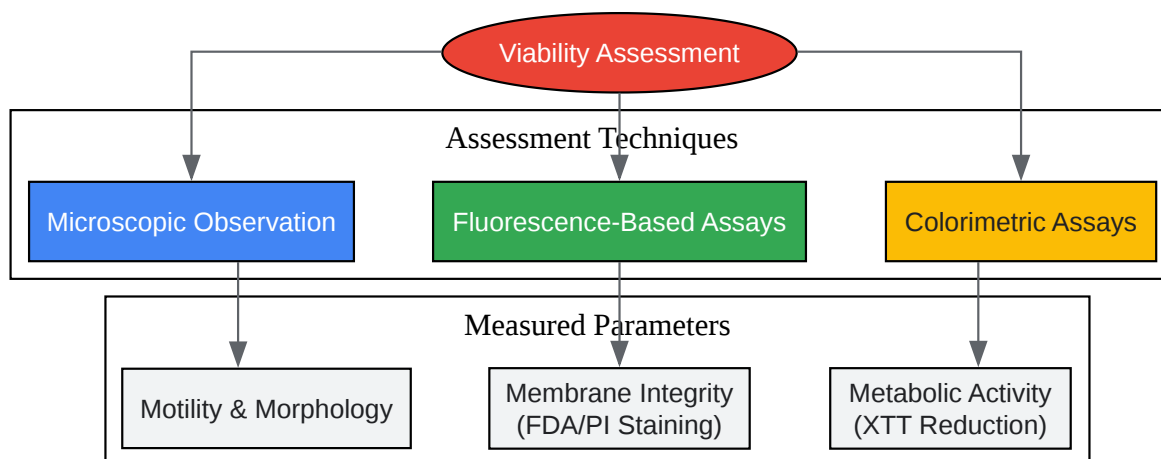 Viability Assessment
Assessment Techniques
Microscopic Observation
Fluorescence-Based Assays
Colorimetric Assays
Measured Parameters
Motility & Morphology
Membrane Integrity
(FDA/PI Staining)
Metabolic Activity
(XTT Reduction)